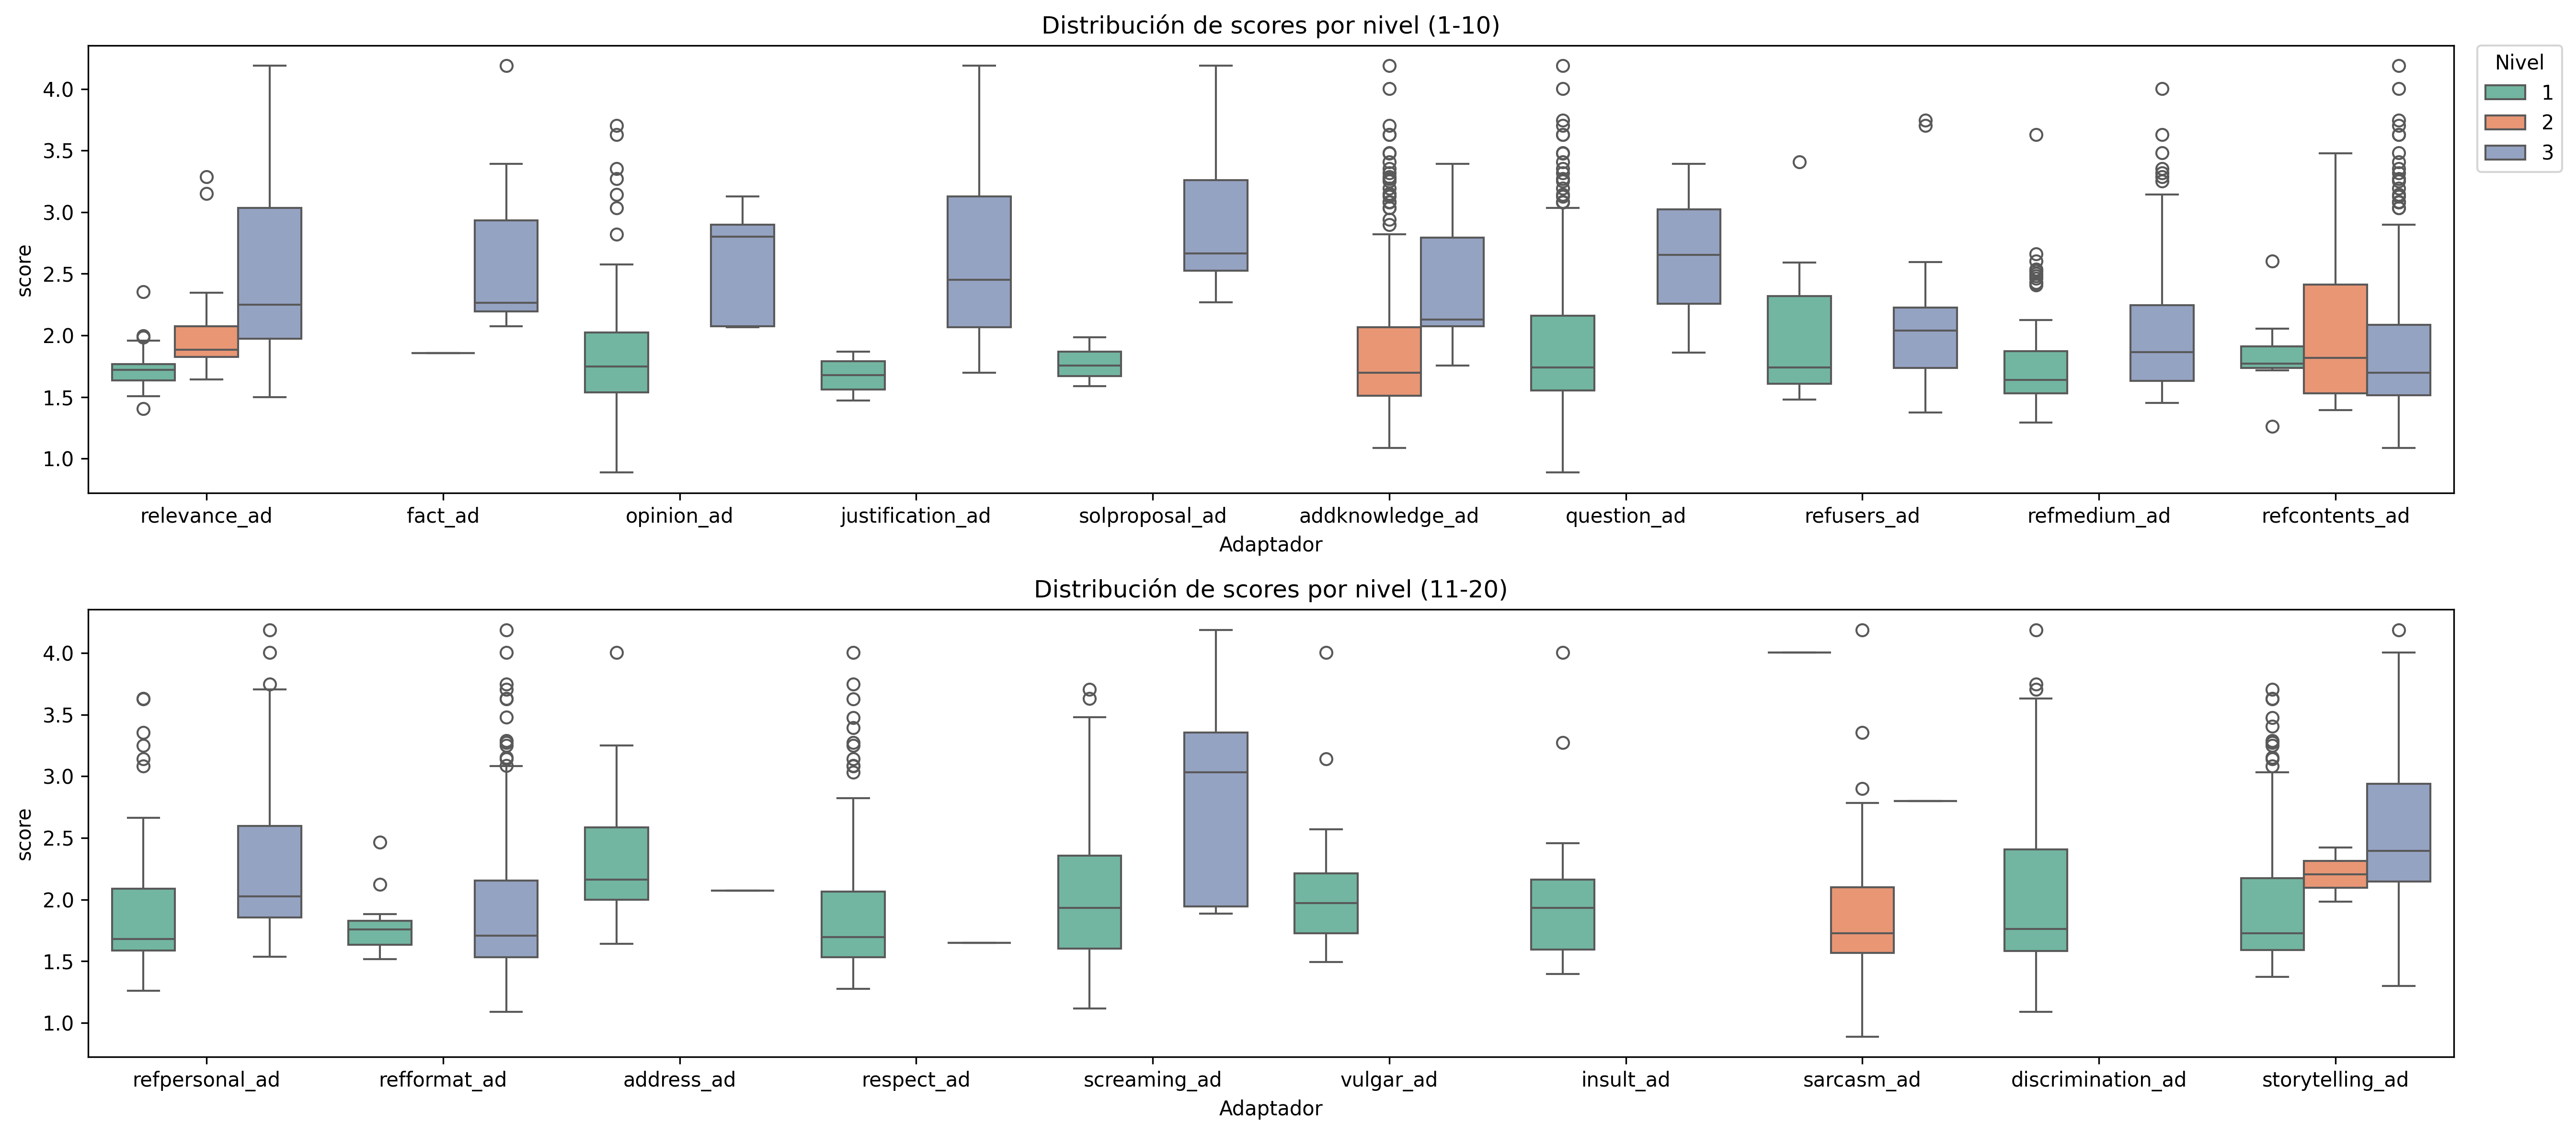 Distribución de scores por nivel (1-10)
Nivel
1
2
3
score
4.0
3.5
3.0
2.5
2.0
1.5
1.0
relevance_ad fact_ad opinion_ad justification_ad solproposal_ad addknowledge_ad question_ad refusers_ad refmedium_ad refcontents_ad
Adaptador
Distribución de scores por nivel (11-20)
score
4.0
3.5
3.0
2.5
2.0
1.5
1.0
refpersonal_ad refformat_ad address_ad respect_ad screaming_ad vulgar_ad insult_ad sarcasm_ad discrimination_ad storytelling_ad
Adaptador